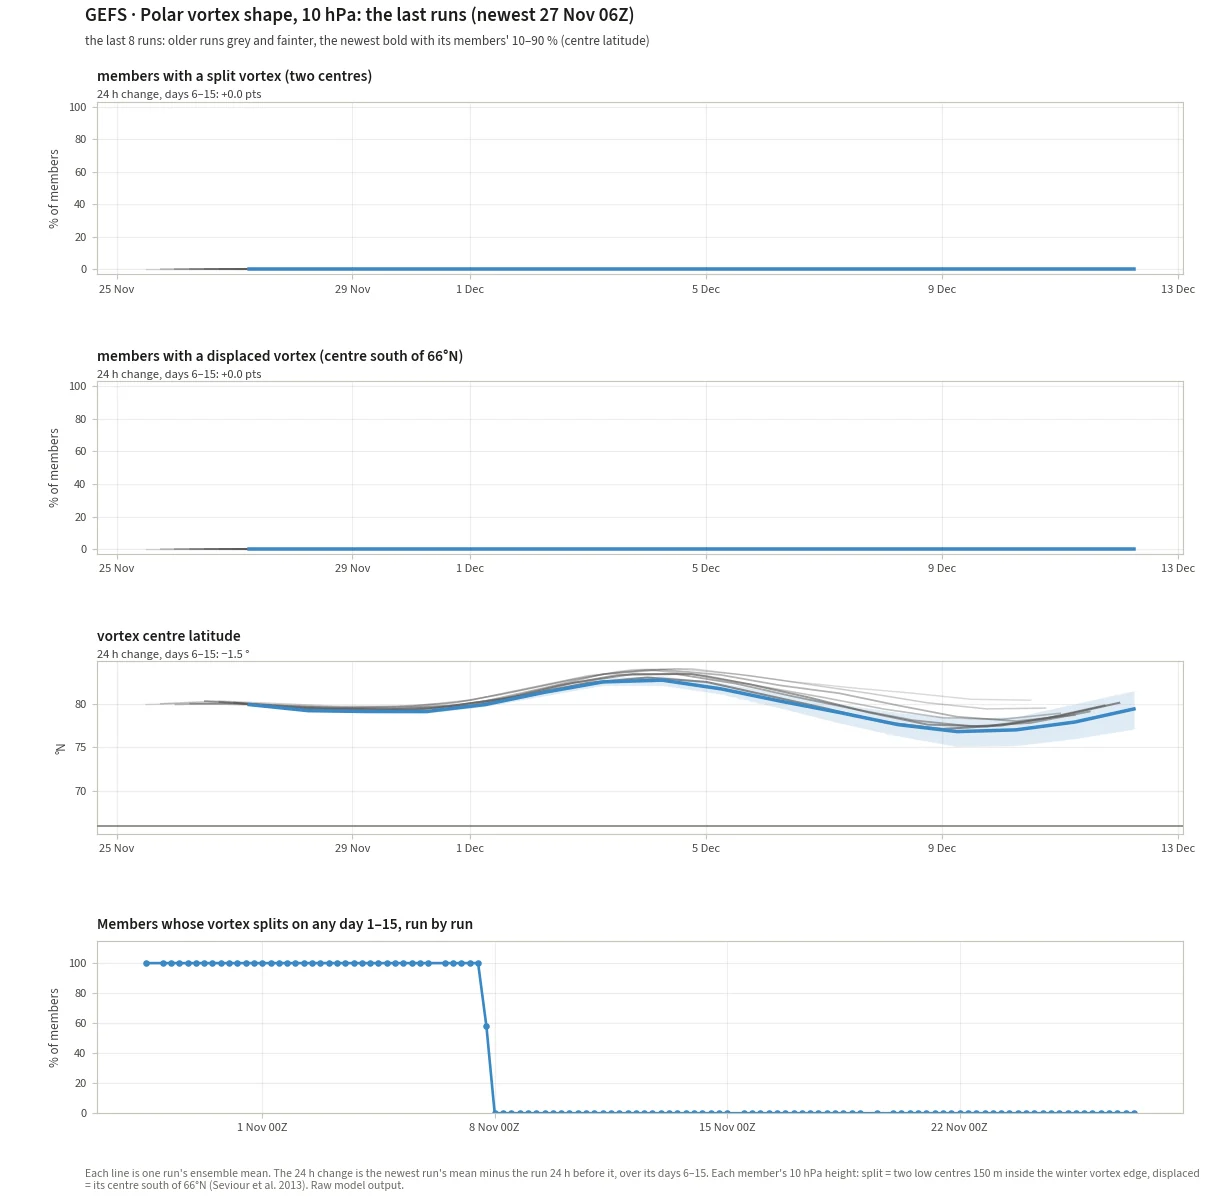 GEFS · Polar vortex shape, 10 hPa: the last runs (newest 27 Nov 06Z)
the last 8 runs: older runs grey and fainter, the newest bold with its members' 10–90 % (centre latitude)
members with a split vortex (two centres)
24 h change, days 6–15: +0.0 pts
100
80
60
40
20
0
% of members
25 Nov
29 Nov
1 Dec
5 Dec
9 Dec
13 Dec
members with a displaced vortex (centre south of 66°N)
24 h change, days 6–15: +0.0 pts
100
80
60
40
20
0
% of members
25 Nov
29 Nov
1 Dec
5 Dec
9 Dec
13 Dec
vortex centre latitude
24 h change, days 6–15: −1.5 °
80
75
70
°N
25 Nov
29 Nov
1 Dec
5 Dec
9 Dec
13 Dec
Members whose vortex splits on any day 1–15, run by run
100
80
60
40
20
0
% of members
1 Nov 00Z
8 Nov 00Z
15 Nov 00Z
22 Nov 00Z
Each line is one run's ensemble mean. The 24 h change is the newest run's mean minus the run 24 h before it, over its days 6–15. Each member's 10 hPa height: split = two low centres 150 m inside the winter vortex edge, displaced
= its centre south of 66°N (Seviour et al. 2013). Raw model output.